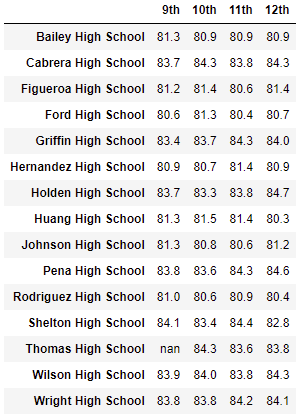 9th 10th 11th 12th
Bailey High School 81.3 80.9 80.9 80.9
Cabrera High School 83.7 84.3 83.8 84.3
Figueroa High School 81.2 81.4 80.6 81.4
Ford High School 80.6 81.3 80.4 80.7
Griffin High School 83.4 83.7 84.3 84.0
Hernandez High School 80.9 80.7 81.4 80.9
Holden High School 83.7 83.3 83.8 84.7
Huang High School 81.3 81.5 81.4 80.3
Johnson High School 81.3 80.8 80.6 81.2
Pena High School 83.8 83.6 84.3 84.6
Rodriguez High School 81.0 80.6 80.9 80.4
Shelton High School 84.1 83.4 84.4 82.8
Thomas High School nan 84.3 83.6 83.8
Wilson High School 83.9 84.0 83.8 84.3
Wright High School 83.8 83.8 84.2 84.1